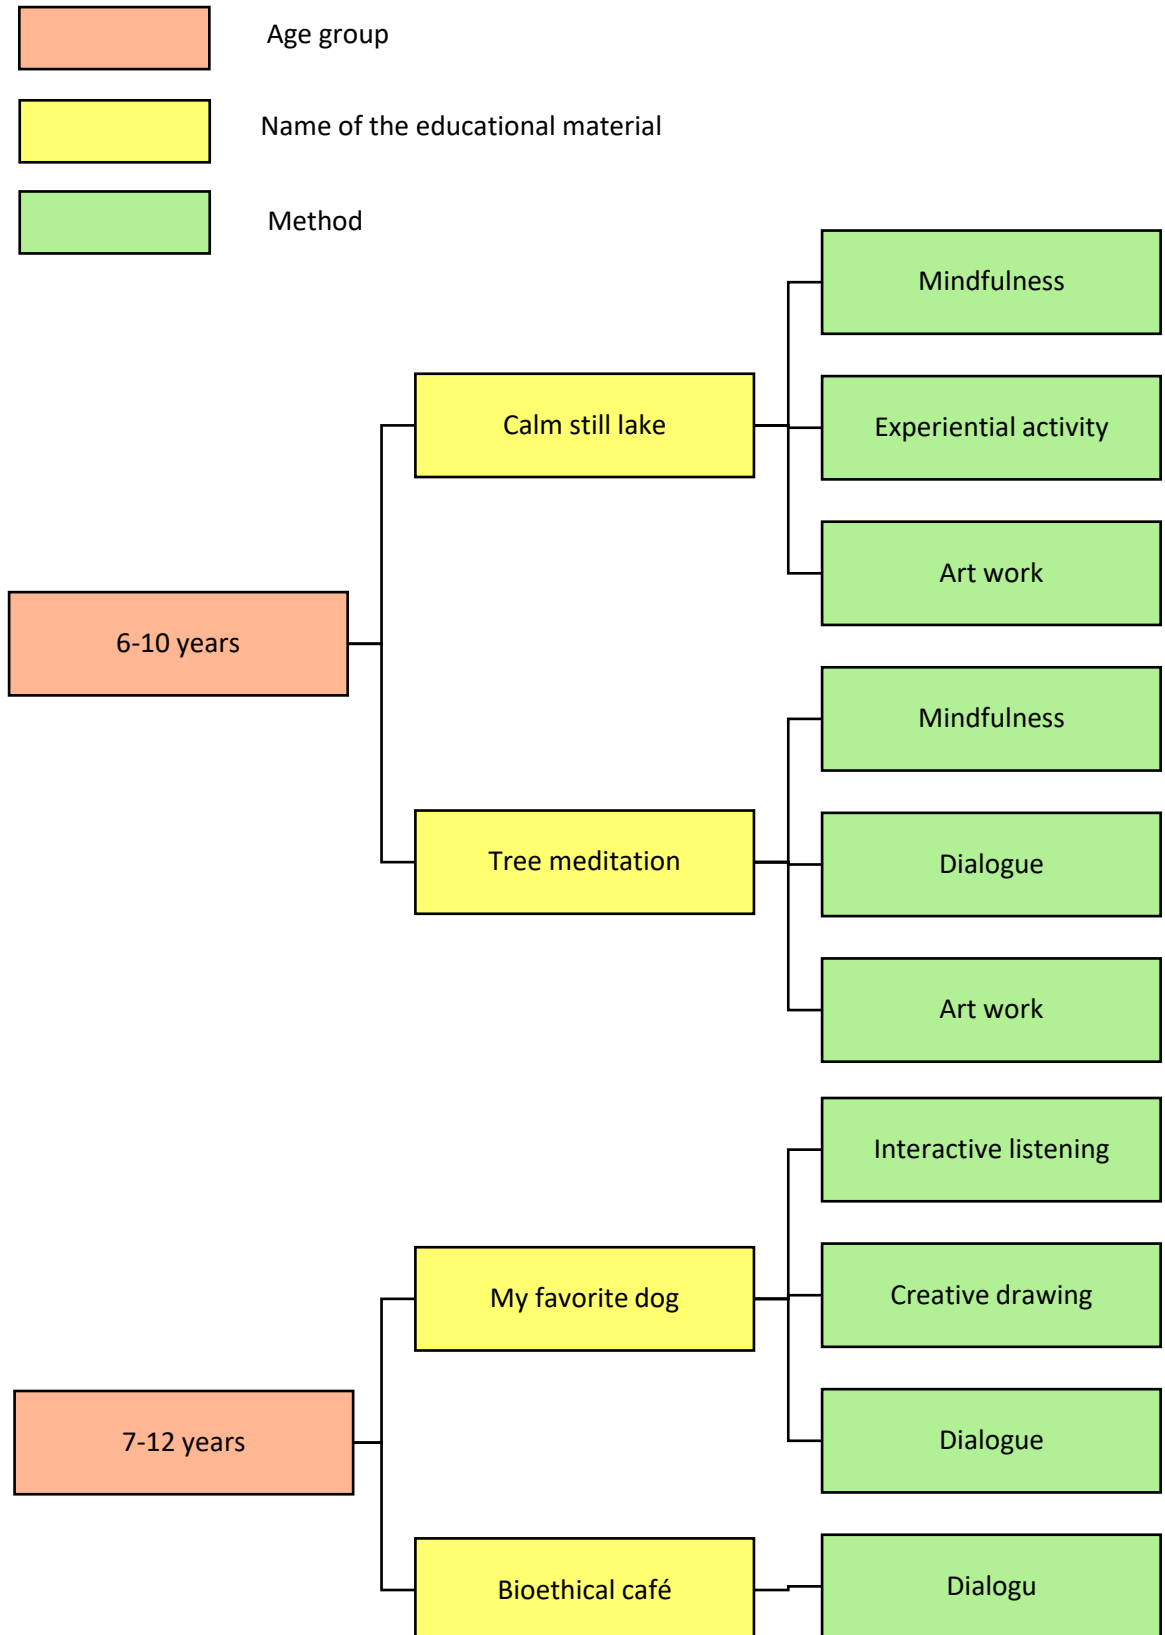 Age group
Name of the educational material
Method
Mindfulness
Calm still lake
Experiential activity
Art work
6-10 years
Mindfulness
Tree meditation
Dialogue
Art work
Interactive listening
My favorite dog
Creative drawing
7-12 years
Dialogue
Bioethical café
Dialogu